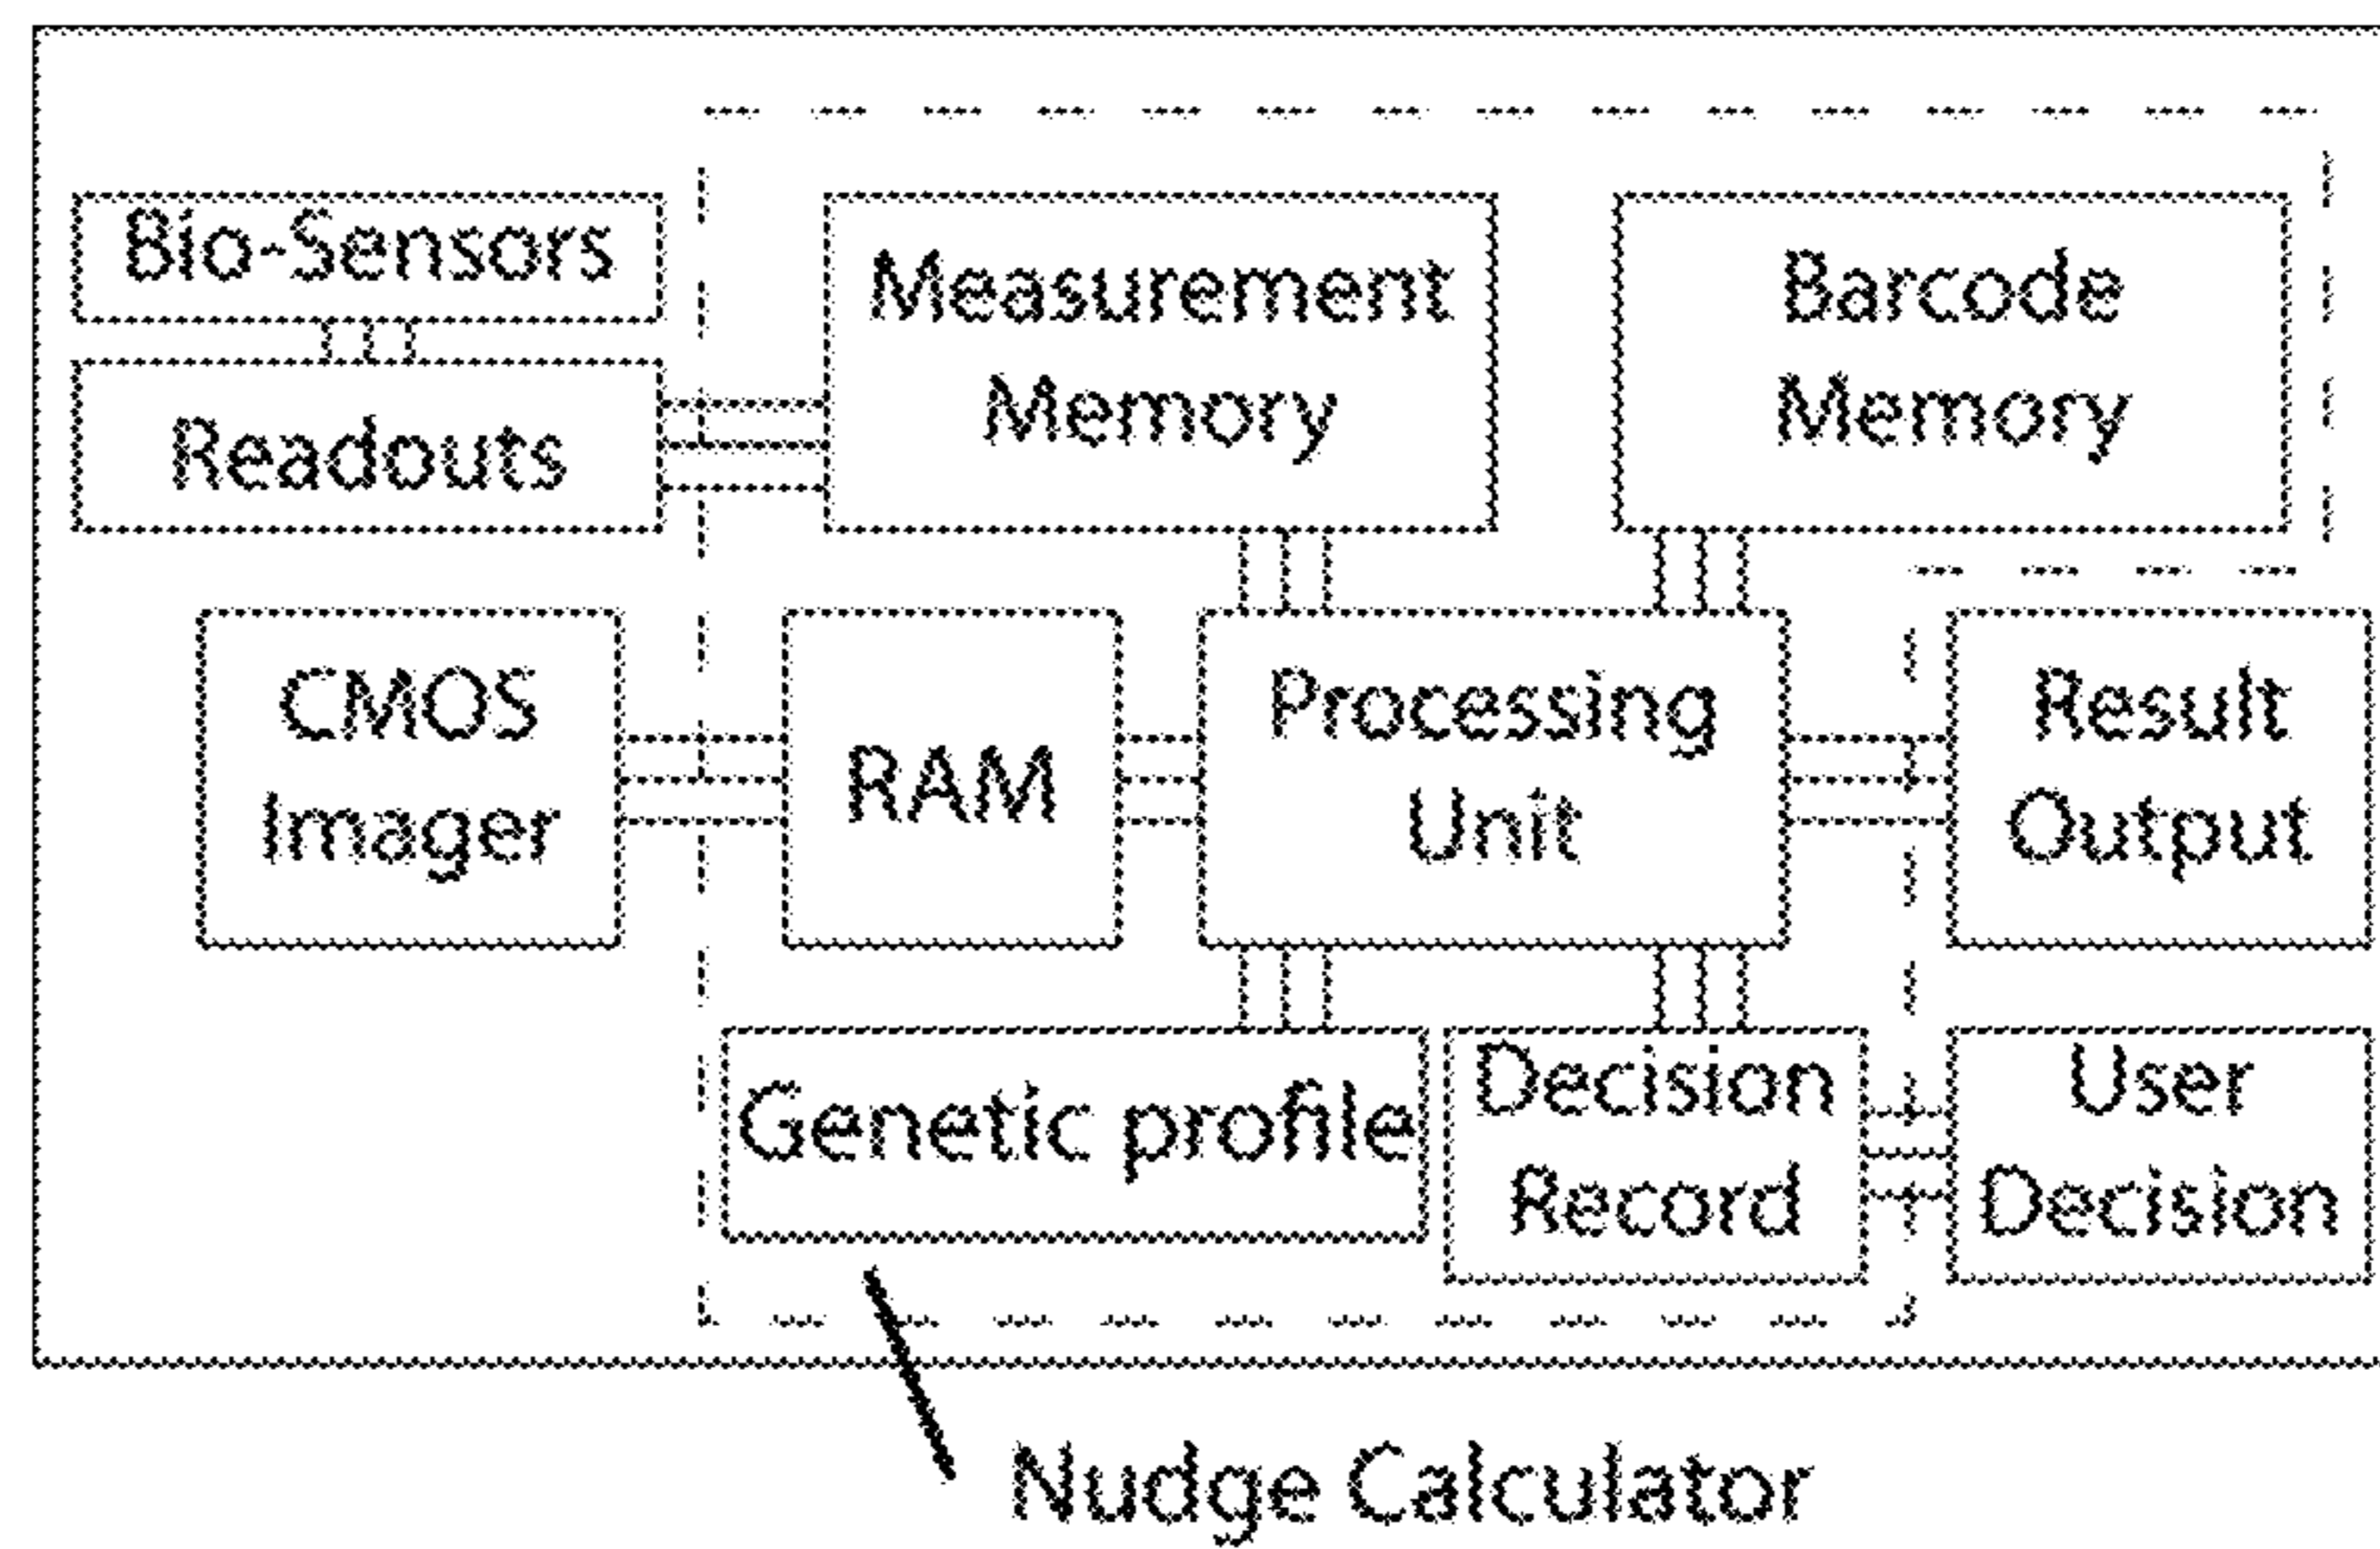 Bio-Sensors
Readouts
Measurement
Memory
Barcode
Memory
CMOS
Imager
RAM
Processing
Unit
Result
Output
Genetic profile
Decision
Record
User
Decision
Nudge Calculator